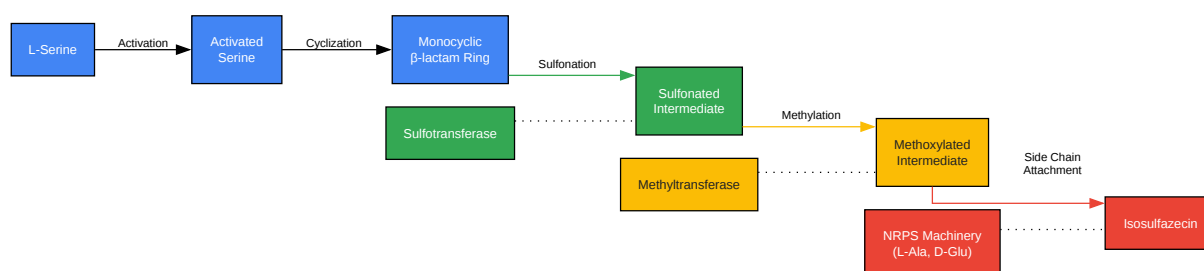 L-Serine
Activation
Activated
Serine
Cyclization
Monocyclic
β-lactam Ring
Sulfonation
Sulfonated
Intermediate
Sulfotransferase
Methylation
Methoxylated
Intermediate
Methyltransferase
Side Chain
Attachment
Isosulfazecin
NRPS Machinery
(L-Ala, D-Glu)